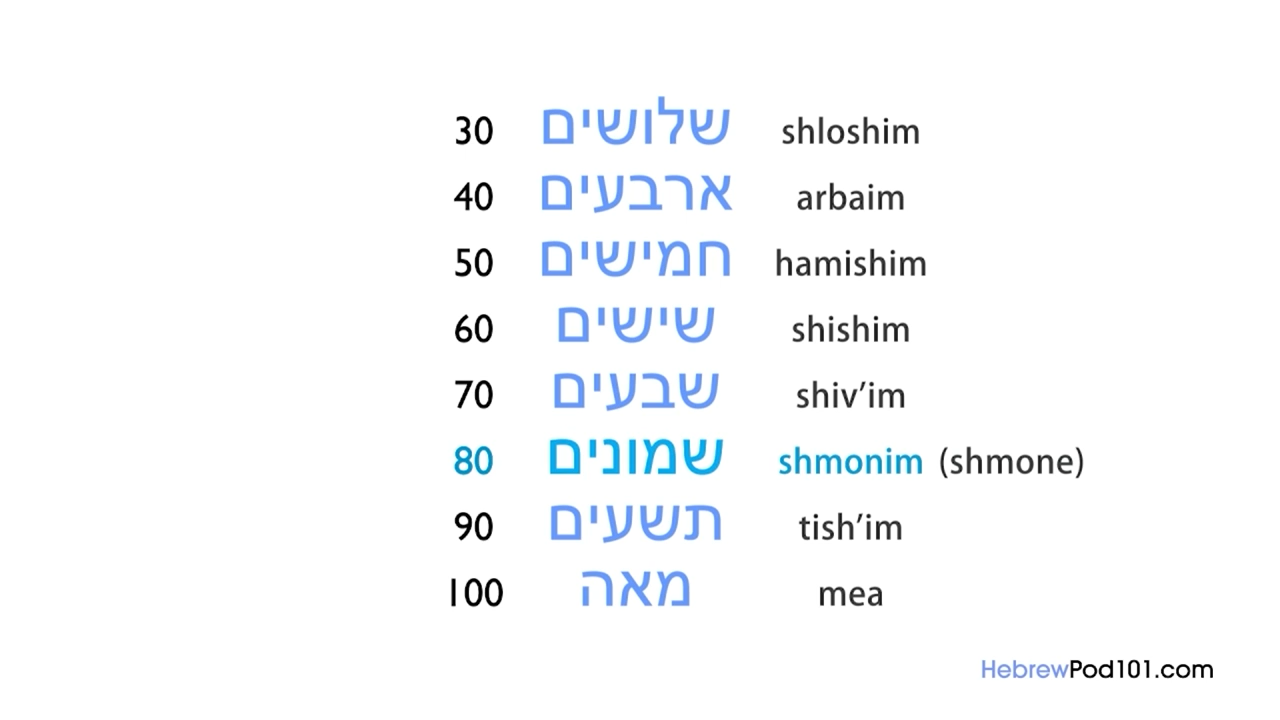 30 שלושים shloshim
40 ארבעים arbaim
50 חמישים hamishim
60 שישים shishim
70 שבעים shiv’im
80 שמונים shmonim (shmone)
90 תשעים tish’im
100 מאה mea
HebrewPod101.com